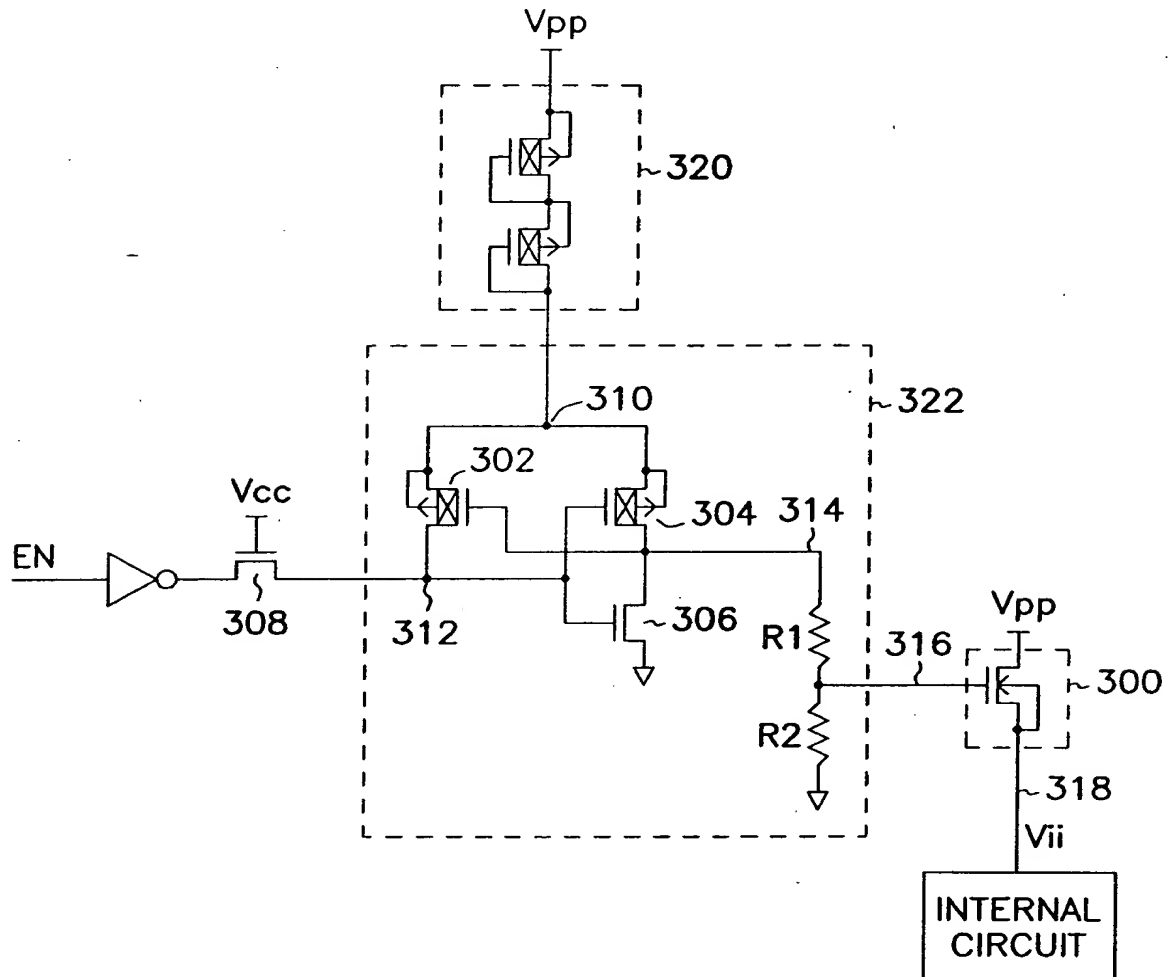 Vpp
320
310
322
302
Vcc
304
314
EN
308
312
306
Vpp
R1
316
300
R2
318
Vii
INTERNAL
CIRCUIT